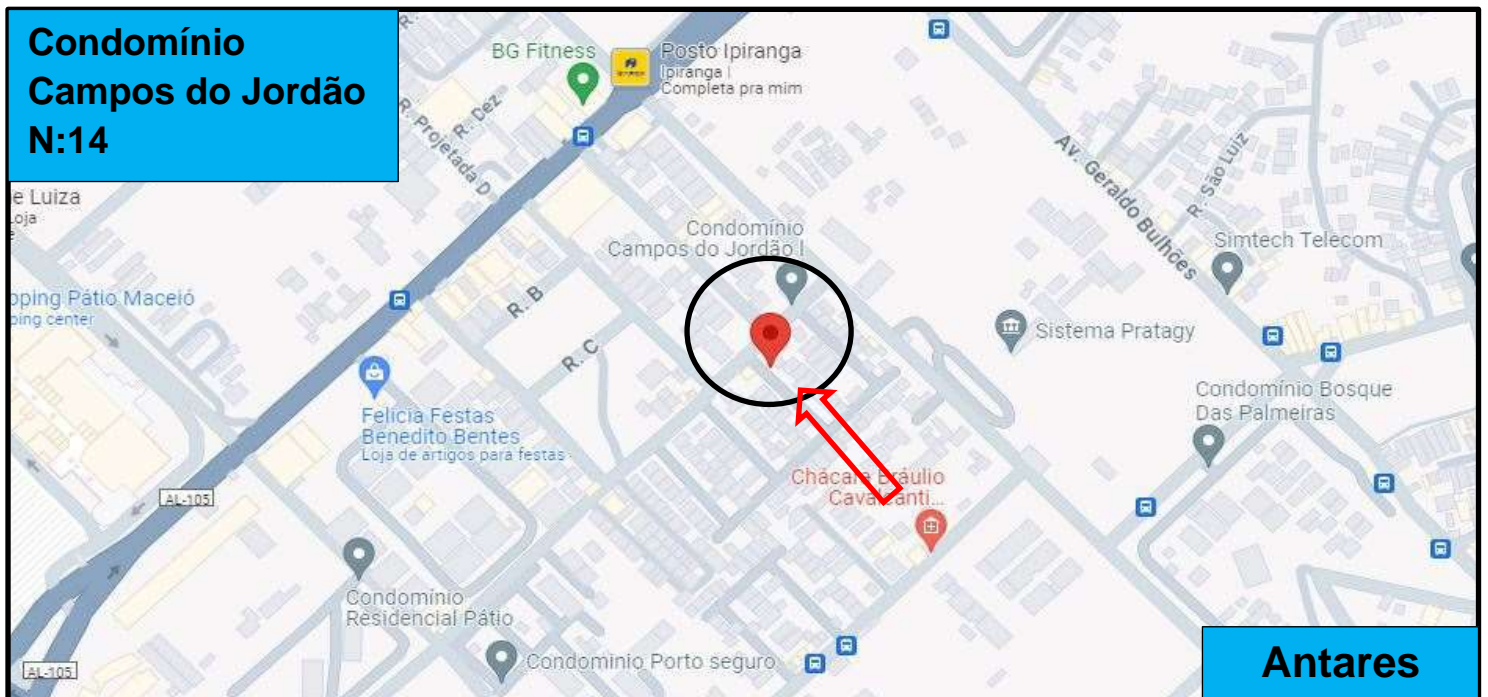 Condomínio
Campos do Jordão
N:14
BG Fitness
Posto Ipiranga
Ipiranga |
Completa pra mim
R.
R. Dez
R. Projetada D
e Luiza
Loja
Condomínio
Campos do Jordão I
Av. Geraldo Bulhões
R. São Luiz
Simtech Telecom
pping Pátio Maceió
ping center
R. B
R. C
Sistema Pratagy
Felicia Festas
Benedito Bentes
Loja de artigos para festas
Condomínio Bosque
Das Palmeiras
Chácara Bráulio
Cavalcanti...
AL-105
Condomínio
Residencial Pátio
Condomínio Porto seguro
AL-105
Antares